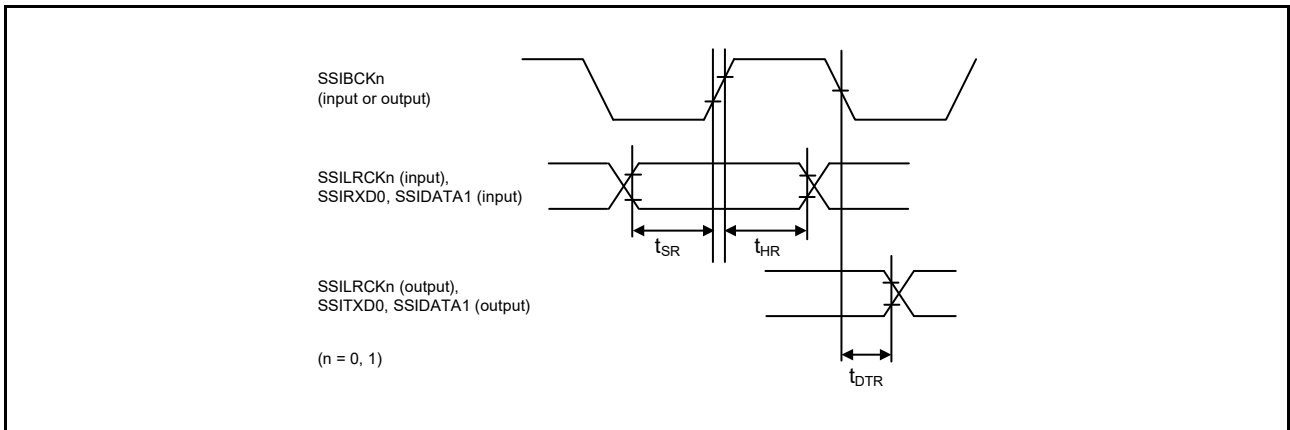 SSIBCKn
(input or output)
SSILRCKn (input),
SSIRXD0, SSIDATA1 (input)
tSR
tHR
SSILRCKn (output),
SSITXD0, SSIDATA1 (output)
(n = 0, 1)
tDTR